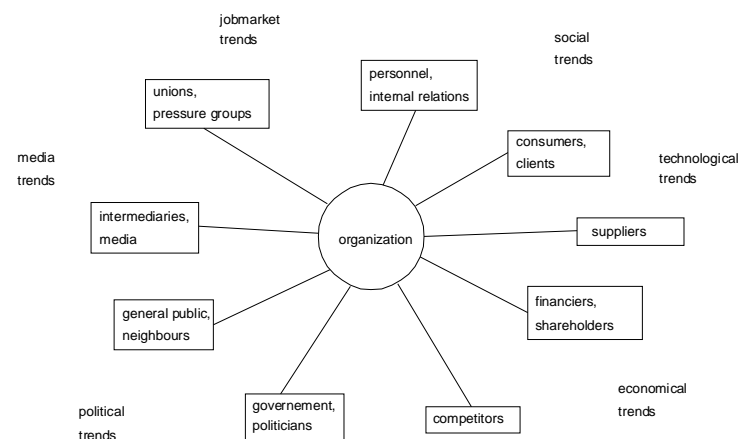 jobmarket
trends
social
trends
personnel,
internal relations
unions,
pressure groups
consumers,
clients
media
trends
technological
trends
intermediaries,
media
organization
suppliers
general public,
neighbours
financiers,
shareholders
economical
trends
governement,
politicians
competitors
political
trends